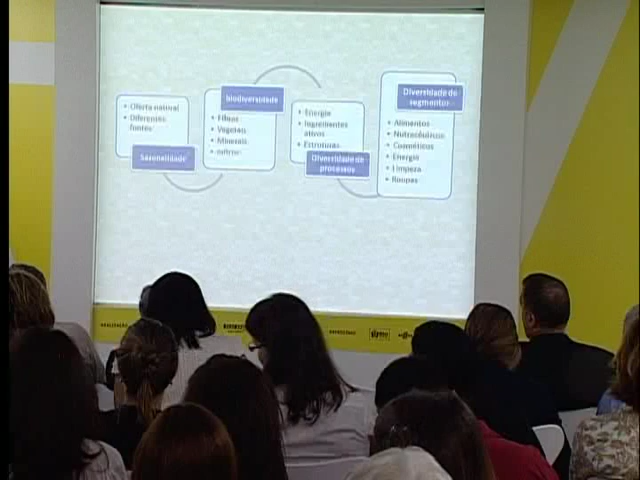 • Oferta natural
• Diferentes
fontes
Sazonalidade
biodiversidade
• Fibras
• Vegetais
• Minerais
• outros
• Energia
• Ingredientes
ativos
• Estruturas
Diversidade de
processos
Diversidade de
segmentos
• Alimentos
• Nutracêuticos
• Cosméticos
• Energia
• Limpeza
• Roupas
REALIZAÇÃO